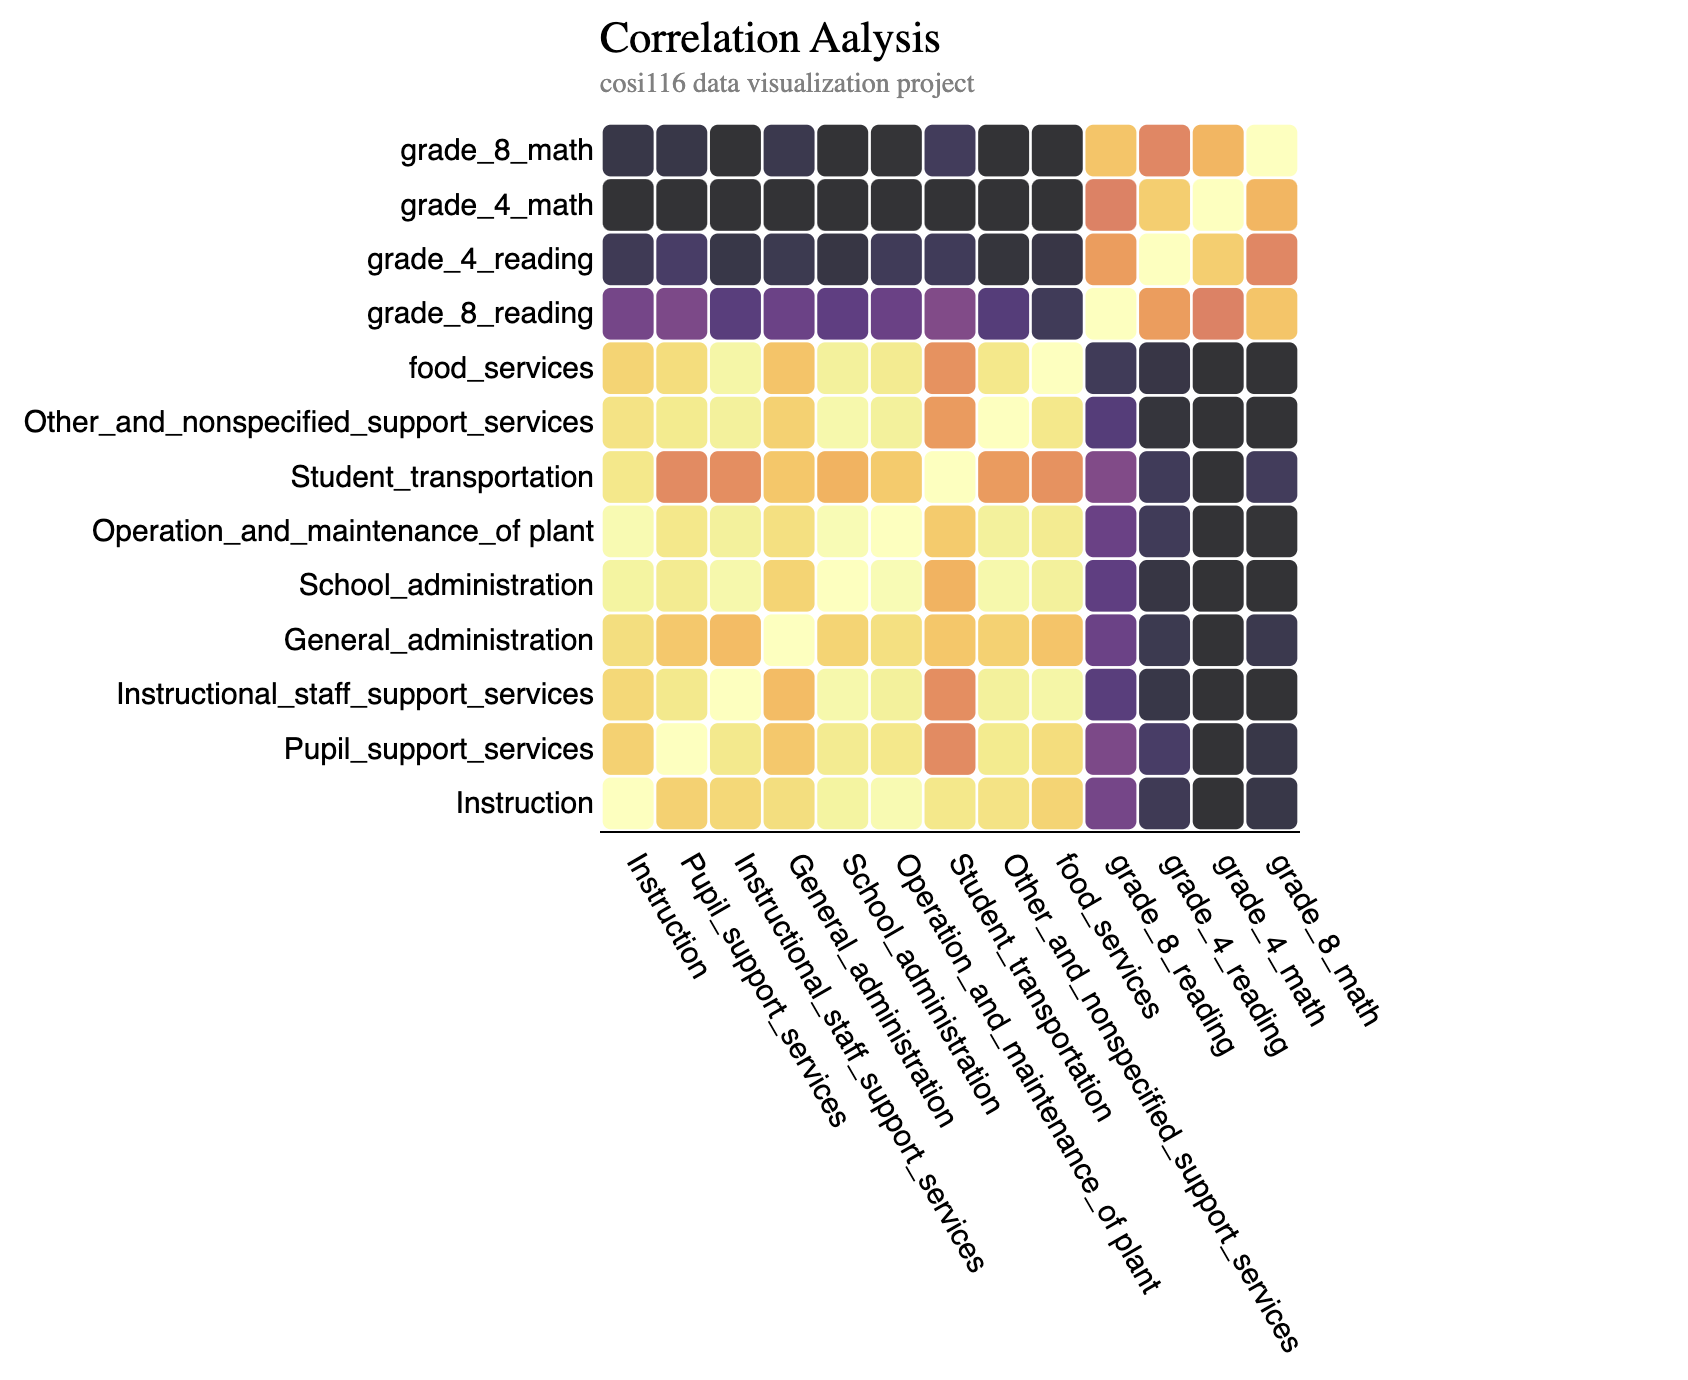 Correlation Aalysis
cosi116 data visualization project
grade_8_math
grade_4_math
grade_4_reading
grade_8_reading
food_services
Other_and_nonspecified_support_services
Student_transportation
Operation_and_maintenance_of plant
School_administration
General_administration
Instructional_staff_support_services
Pupil_support_services
Instruction
Instruction
Pupil_support_services
Instructional_staff_support_services
General_administration
School_administration
Operation_and_maintenance_of plant
Student_transportation
Other_and_nonspecified_support_services
food_services
grade_8_reading
grade_4_reading
grade_4_math
grade_8_math